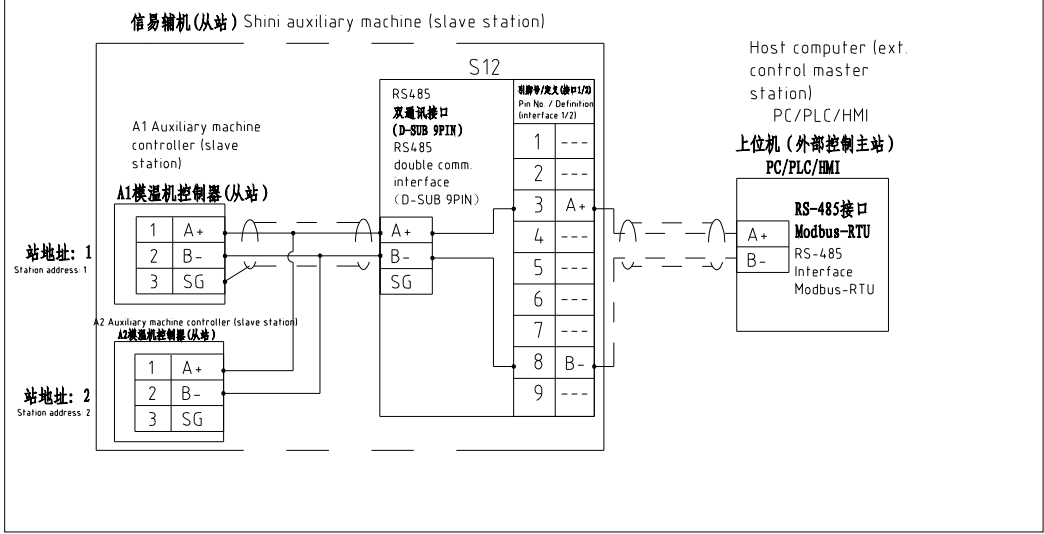 信易辅机(从站) Shini auxiliary machine (slave station)
S12
RS485
双通讯接口
(D-SUB 9PIN)
RS485
double comm.
interface
(D-SUB 9PIN)
A+
B-
SG
引脚号/定义(接口1/2)
Pin No. / Definition
(interface 1/2)
1 ---
2 ---
3 A+
4 ---
5 ---
6 ---
7 ---
8 B-
9 ---
A1 Auxiliary machine
controller (slave
station)
A1模温机控制器(从站)
1 A+
2 B-
3 SG
站地址: 1
Station address: 1
A2 Auxiliary machine controller (slave station)
A2模温机控制器(从站)
1 A+
2 B-
3 SG
站地址: 2
Station address: 2
Host computer (ext.
control master
station)
PC/PLC/HMI
上位机(外部控制主站)
PC/PLC/HMI
A+
B-
RS-485接口
Modbus-RTU
RS-485
Interface
Modbus-RTU